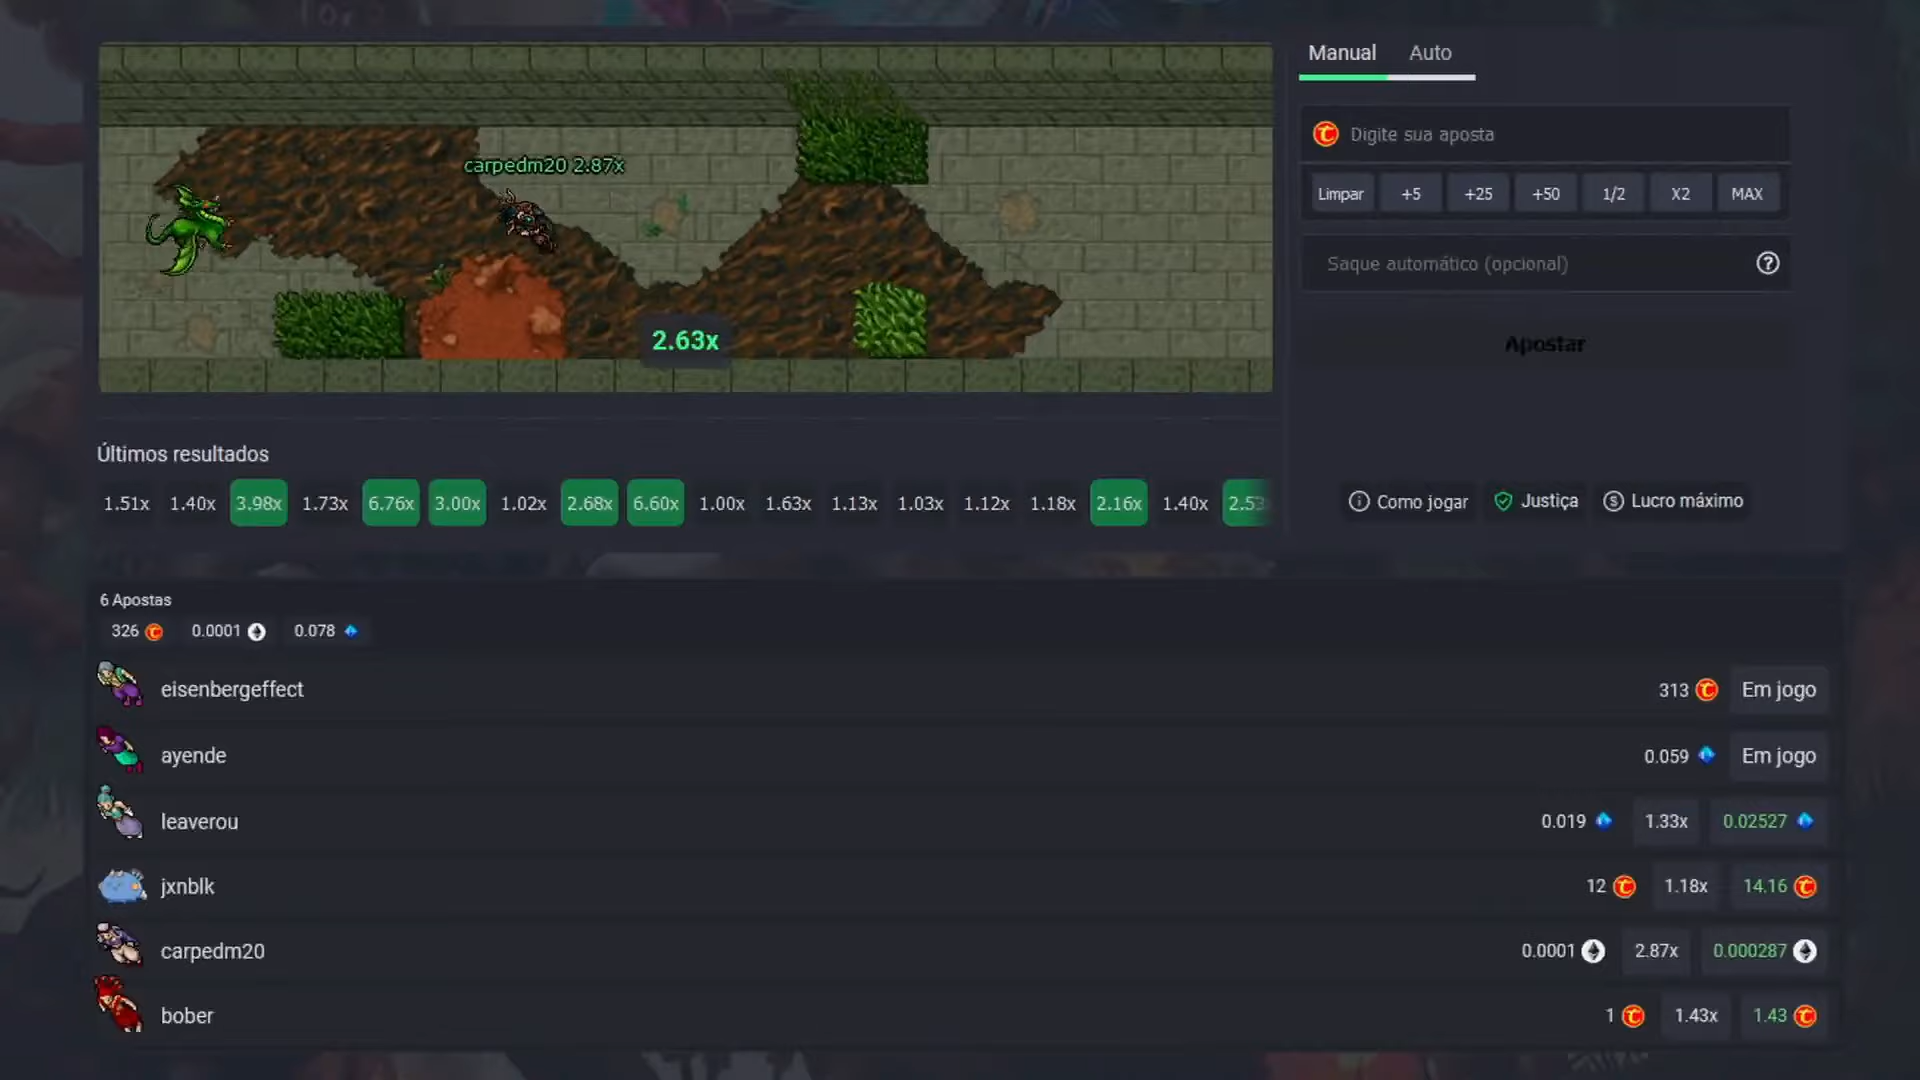 Manual Auto
carpedm20 2.87x
2.63x
Digite sua aposta
Limpar +5 +25 +50 1/2 X2 MAX
Saque automático (opcional)
Apostar
Últimos resultados
1.51x 1.40x 3.98x 1.73x 6.76x 3.00x 1.02x 2.68x 6.60x 1.00x 1.63x 1.13x 1.03x 1.12x 1.18x 2.16x 1.40x 2.53
Como jogar Justiça Lucro máximo
6 Apostas
326 0.0001 0.078
eisenbergeffect 313 Em jogo
ayende 0.059 Em jogo
leaverou 0.019 1.33x 0.02527
jxnblk 12 1.18x 14.16
carpedm20 0.0001 2.87x 0.000287
bober 1 1.43x 1.43